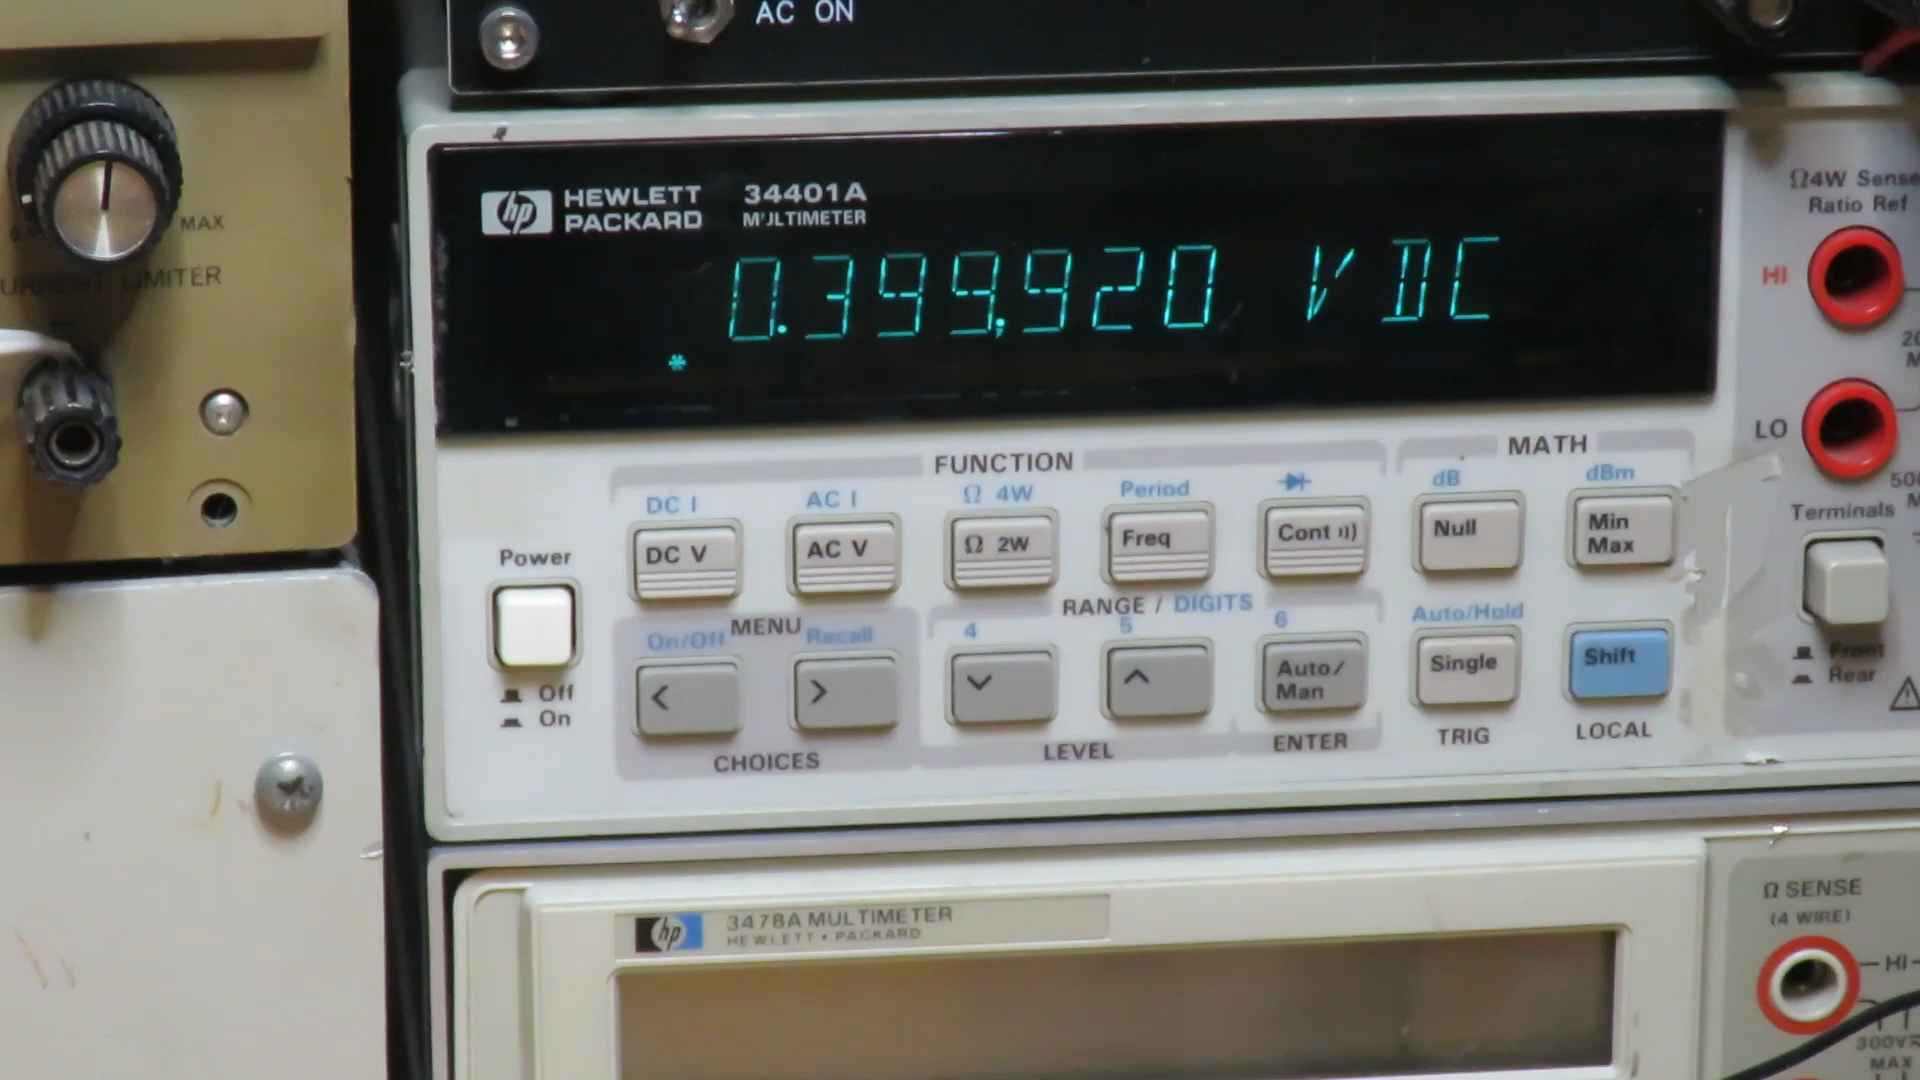 AC ON
MAX
LIMITER
hp HEWLETT PACKARD
34401A
MULTIMETER
0.399,920 VDC
*
FUNCTION
MATH
DC I
AC I
Ω 4W
Period
dB
dBm
DC V
AC V
Ω 2W
Freq
Cont
Null
Min
Max
Power
Off
On
MENU
RANGE / DIGITS
On/Off
Recall
4
5
6
Auto/Hold
<
>
Auto/
Man
Single
Shift
CHOICES
LEVEL
ENTER
TRIG
LOCAL
Ω4W Sense
Ratio Ref
HI
LO
Terminals
Front
Rear
hp
3478A MULTIMETER
HEWLETT • PACKARD
Ω SENSE
(4 WIRE)
HI
300V
MAX